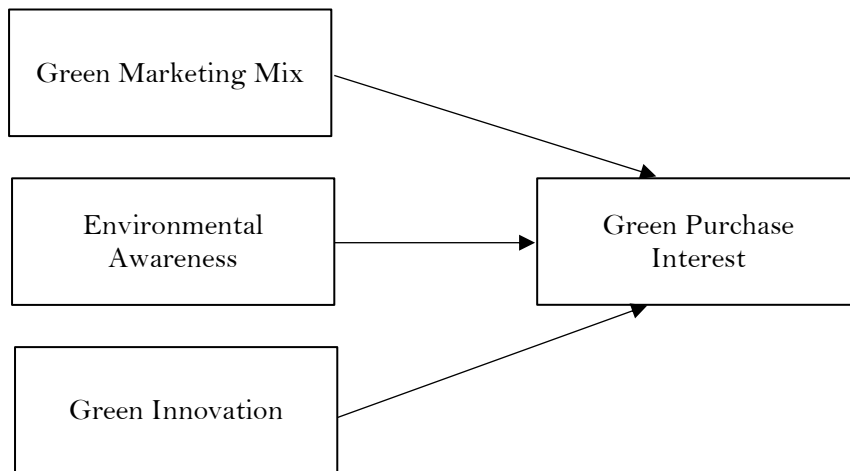 Green Marketing Mix
Environmental
Awareness
Green Innovation
Green Purchase
Interest